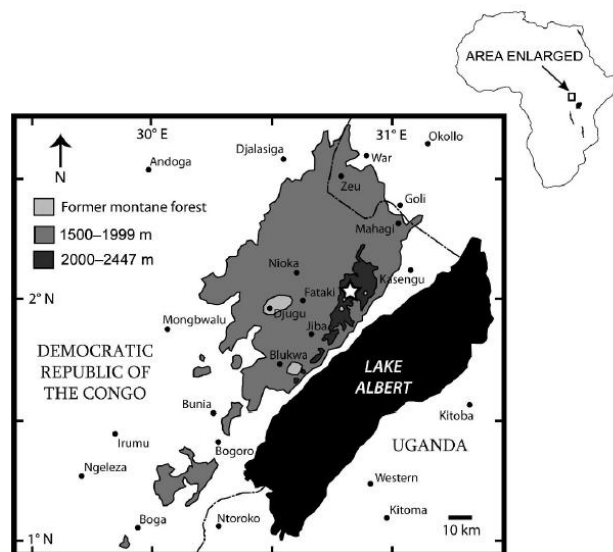 AREA ENLARGED
30°E
31°E
Okollo
N
Andoga
Djalasiga
War
Zeu
Goli
Mahagi
Former montane forest
1500–1999 m
2000–2447 m
Nioka
Kasengu
2°N
Fataki
Djugu
Mongbwalu
Jiba
Blukwa
DEMOCRATIC
REPUBLIC OF
THE CONGO
LAKE
ALBERT
Bunia
Kitoba
Irumu
Bogoro
UGANDA
Ngeleza
Western
Boga
Ntoroko
Kitoma
10 km
1°N